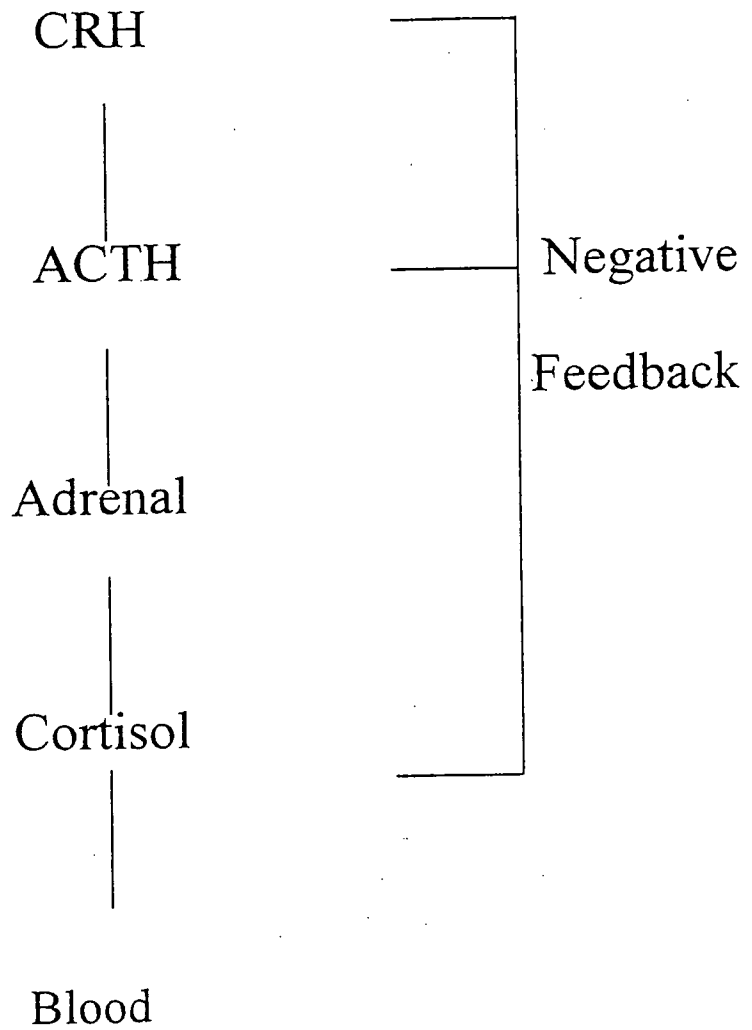 CRH
ACTH
Negative
Feedback
Adrenal
Cortisol
Blood